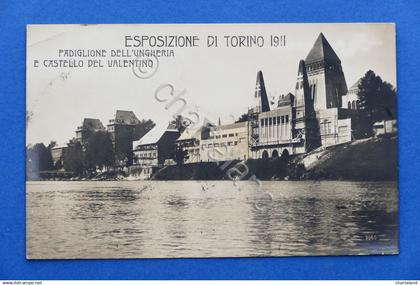 ESPOSIZIONE DI TORINO 1911
PADIGLIONE DELL'UNGHERIA
E CASTELLO DEL VALENTINO